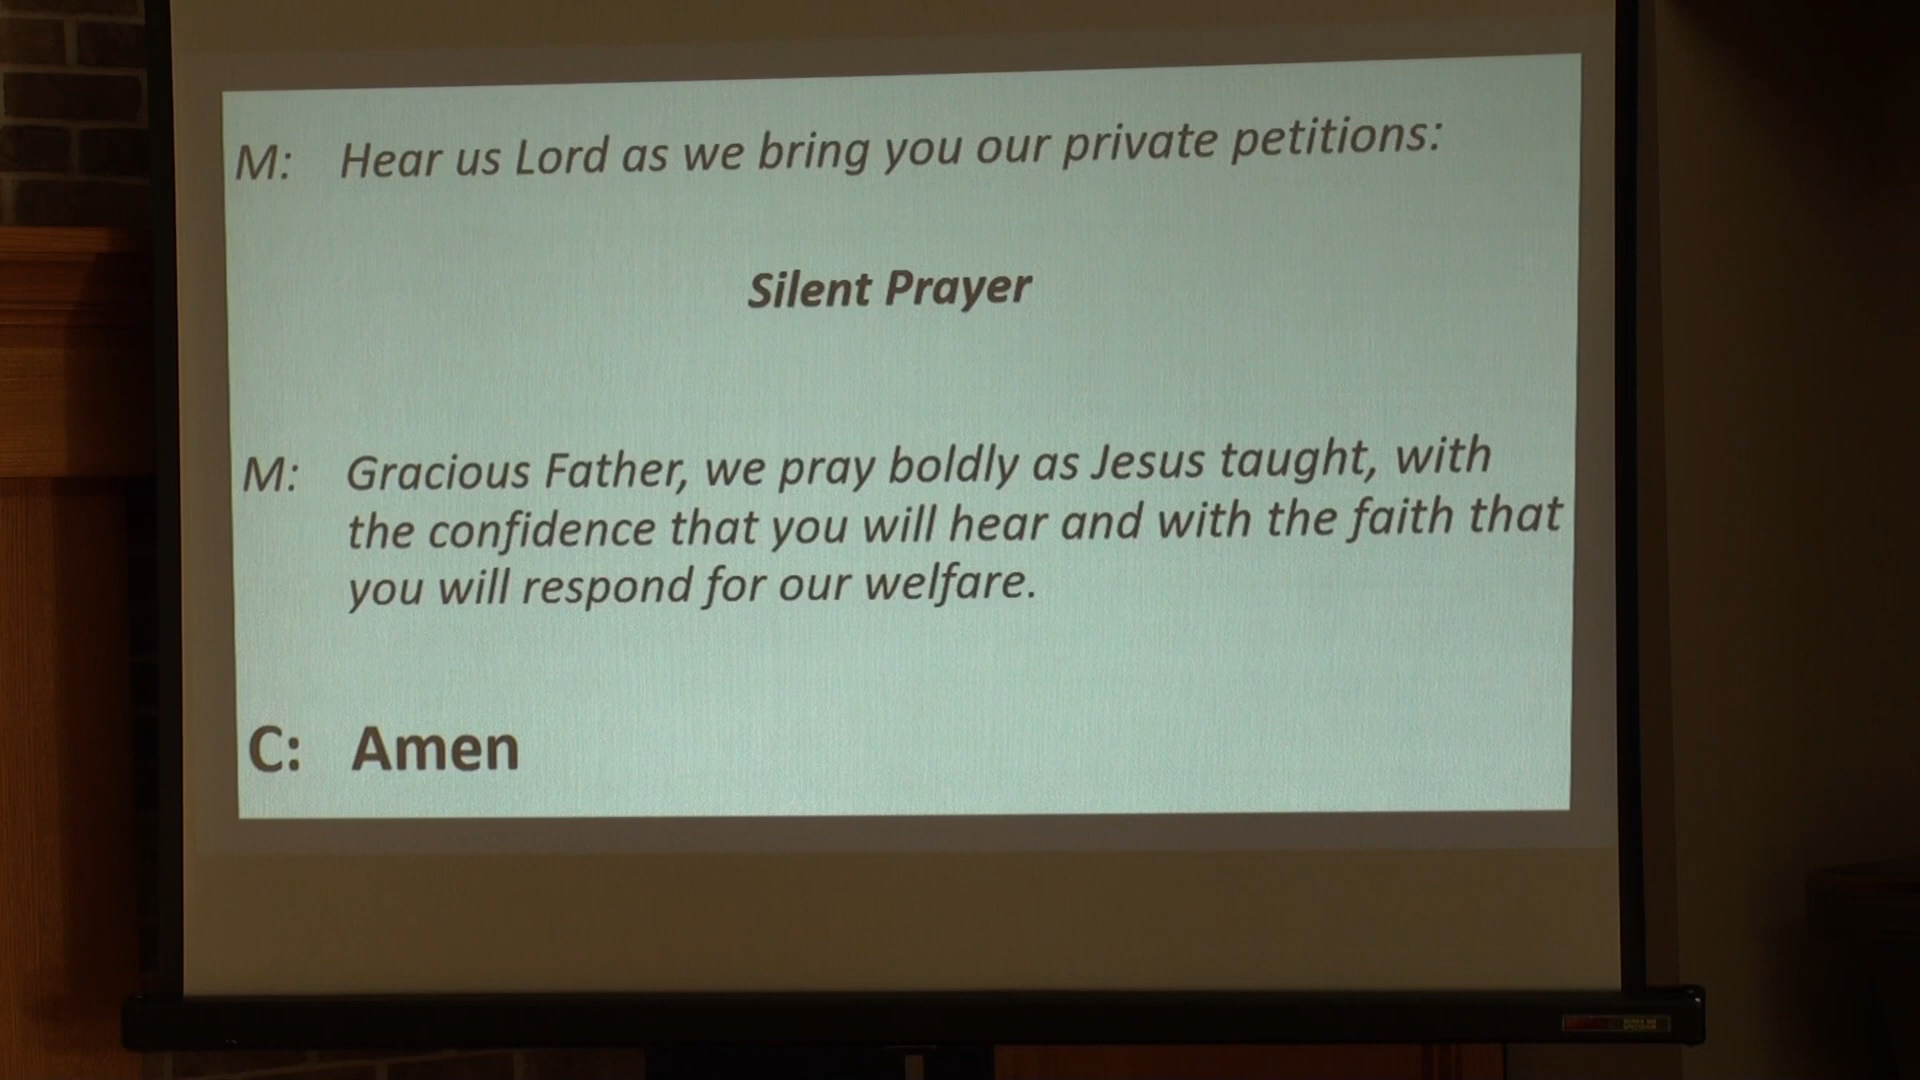 M: Hear us Lord as we bring you our private petitions:
Silent Prayer
M: Gracious Father, we pray boldly as Jesus taught, with
the confidence that you will hear and with the faith that
you will respond for our welfare.
C: Amen